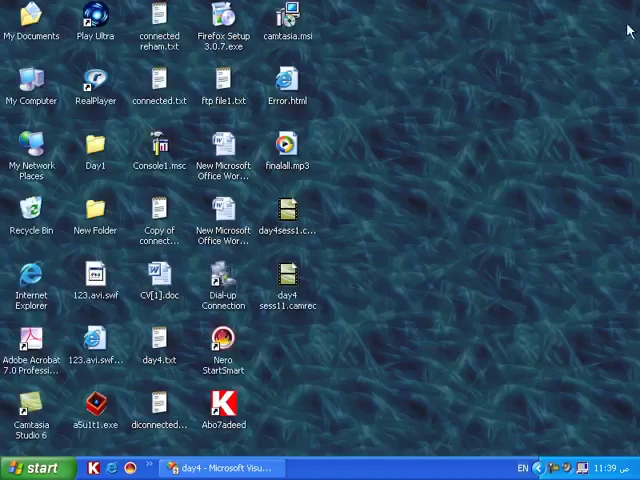 My Documents
Play Ultra
connected
reham.txt
Firefox Setup
3.0.7.exe
camtasia.msi
My Computer
RealPlayer
connected.txt
ftp file1.txt
Error.html
My Network
Places
Day1
Console1.msc
New Microsoft
Office Wor...
finalall.mp3
Recycle Bin
New Folder
Copy of
connect...
New Microsoft
Office Wor...
day4sess1.c...
Internet
Explorer
123.avi.swf
CV[1].doc
Dial-up
Connection
day4
sess11.camrec
Adobe Acrobat
7.0 Professi...
123.avi.swf...
day4.txt
Nero
StartSmart
Camtasia
Studio 6
a5u1t1.exe
diconnected...
Abo7adeed
start
day4 - Microsoft Visu...
EN
11:39 ص